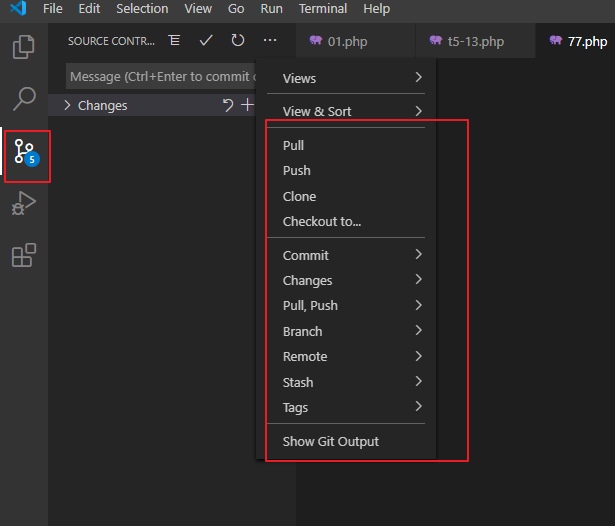 File Edit Selection View Go Run Terminal Help
SOURCE CONTR... ···
01.php t5-13.php 77.php
Message (Ctrl+Enter to commit
Changes
5
Views
View & Sort
Pull
Push
Clone
Checkout to...
Commit
Changes
Pull, Push
Branch
Remote
Stash
Tags
Show Git Output